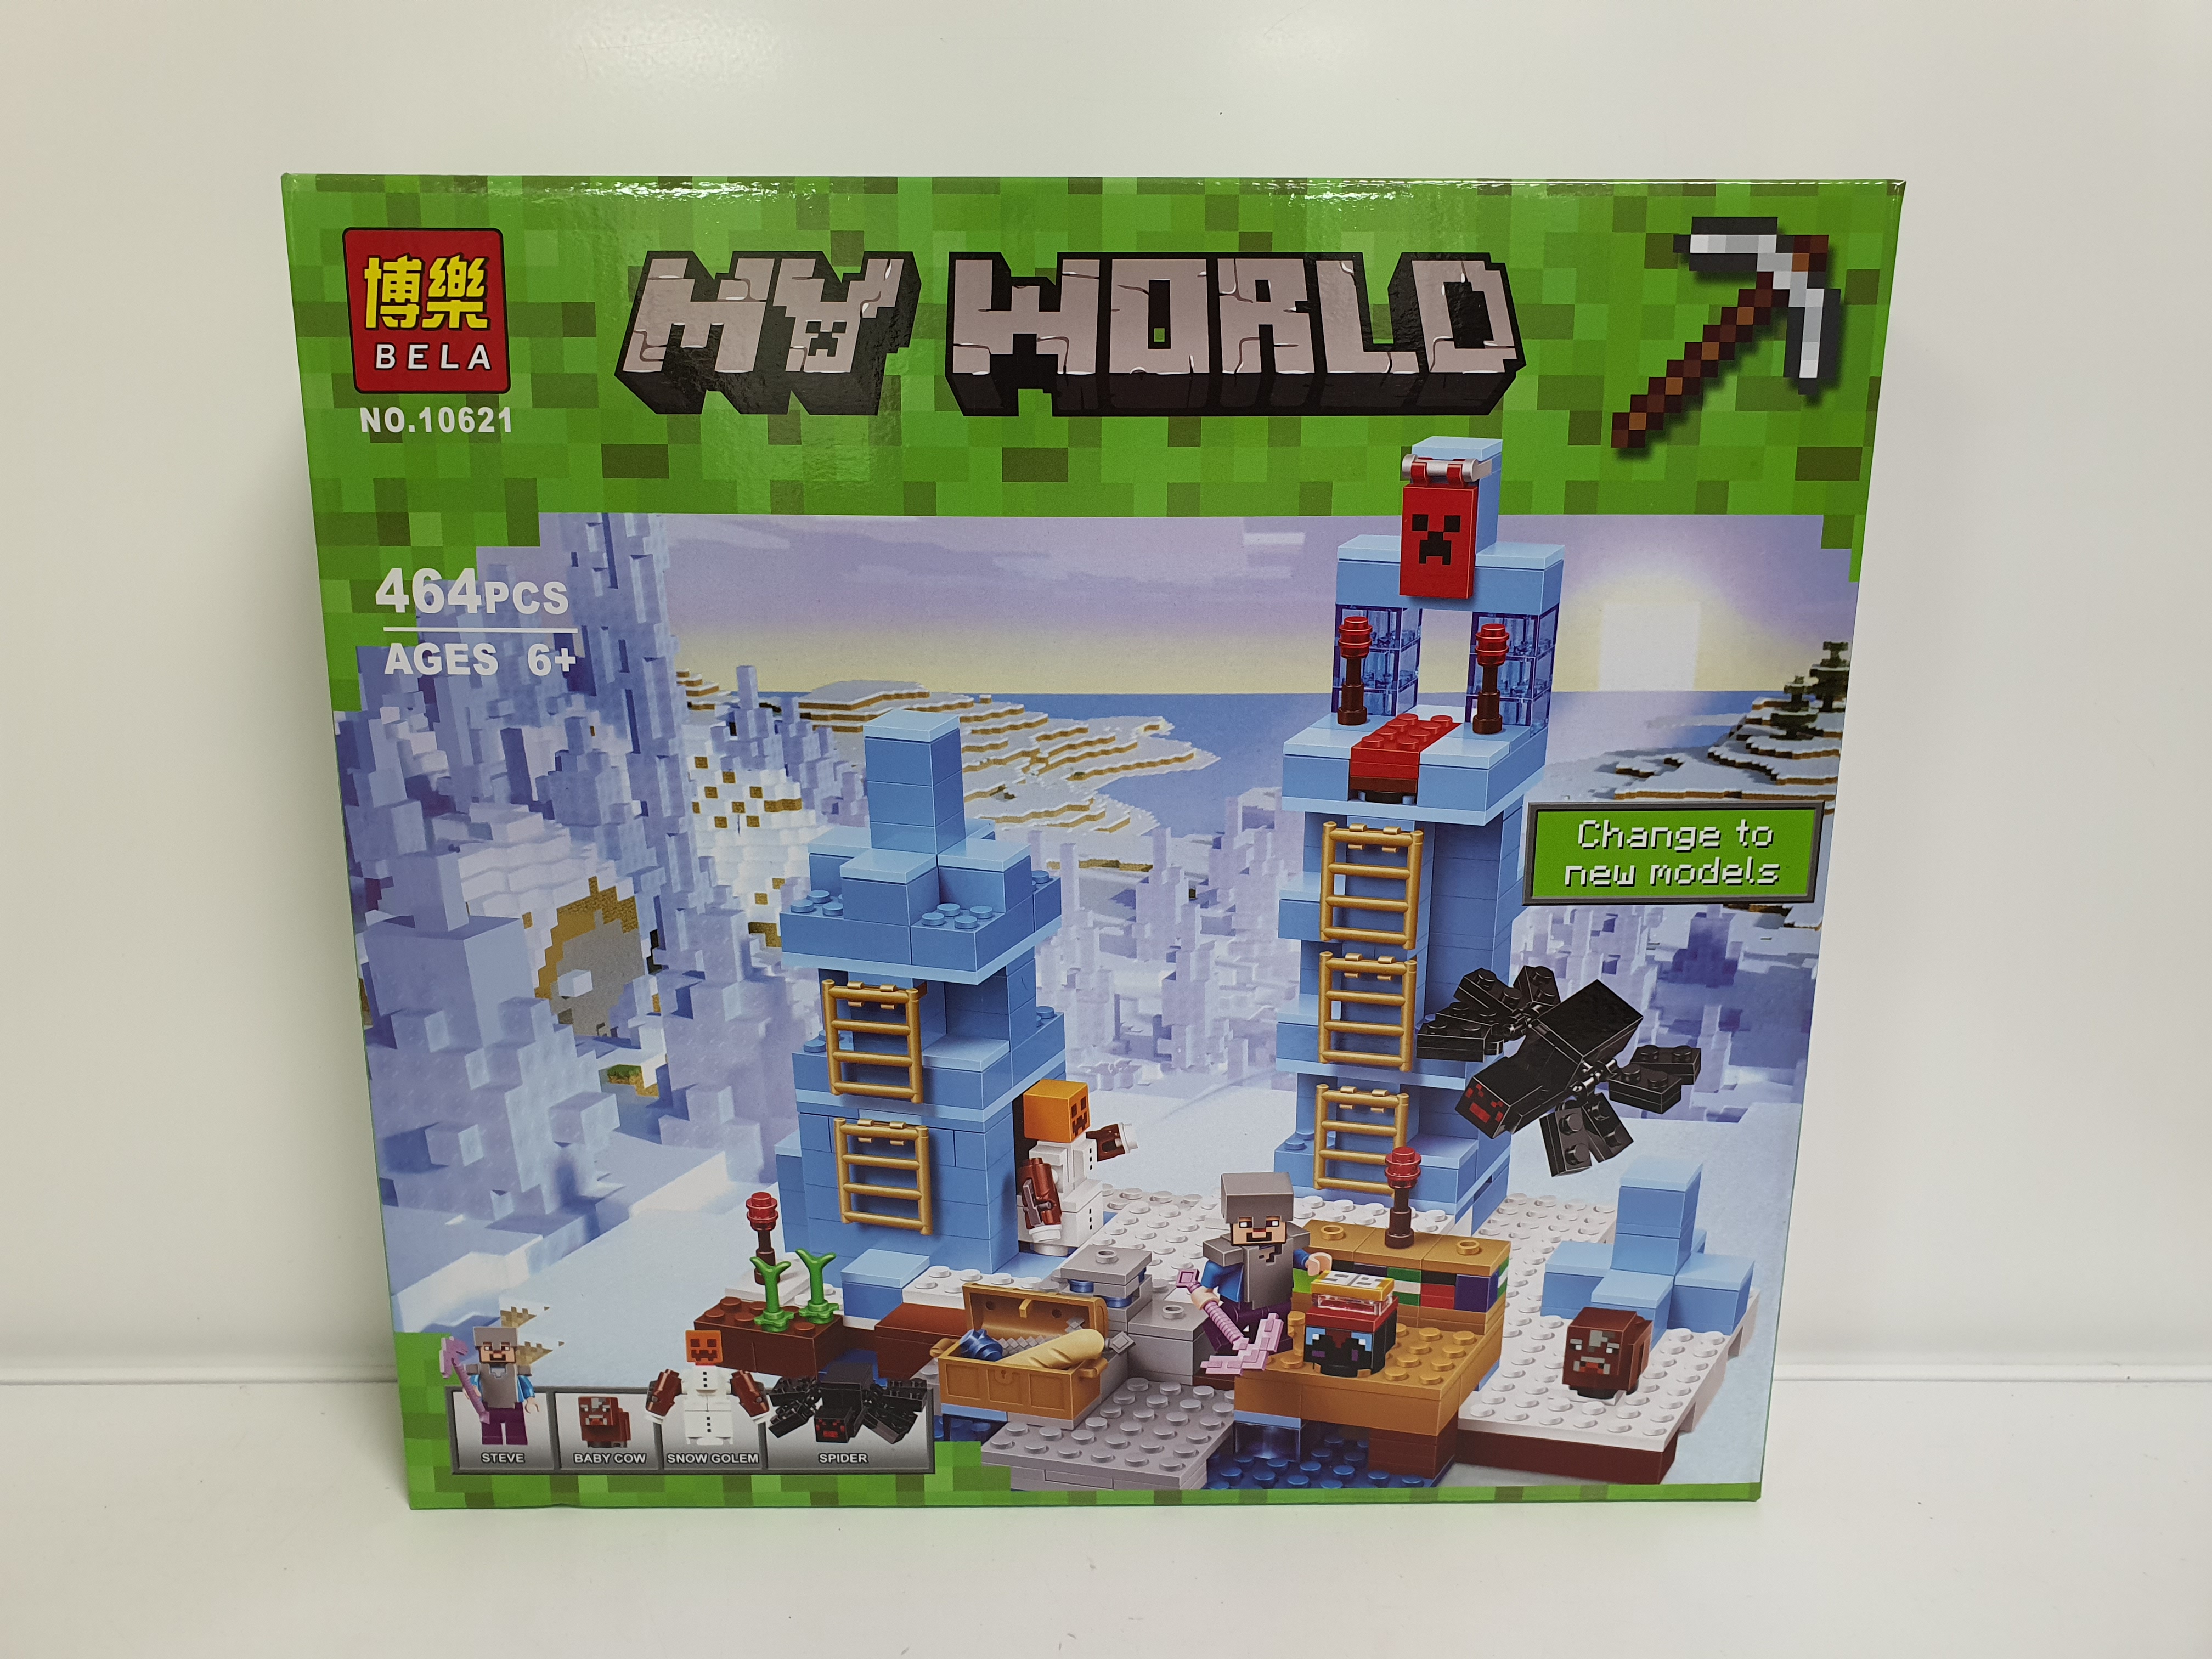 博樂
BELA
NO.10621
MY WORLD
464PCS
AGES 6+
Change to
new models
STEVE
BABY COW
SNOW GOLEM
SPIDER